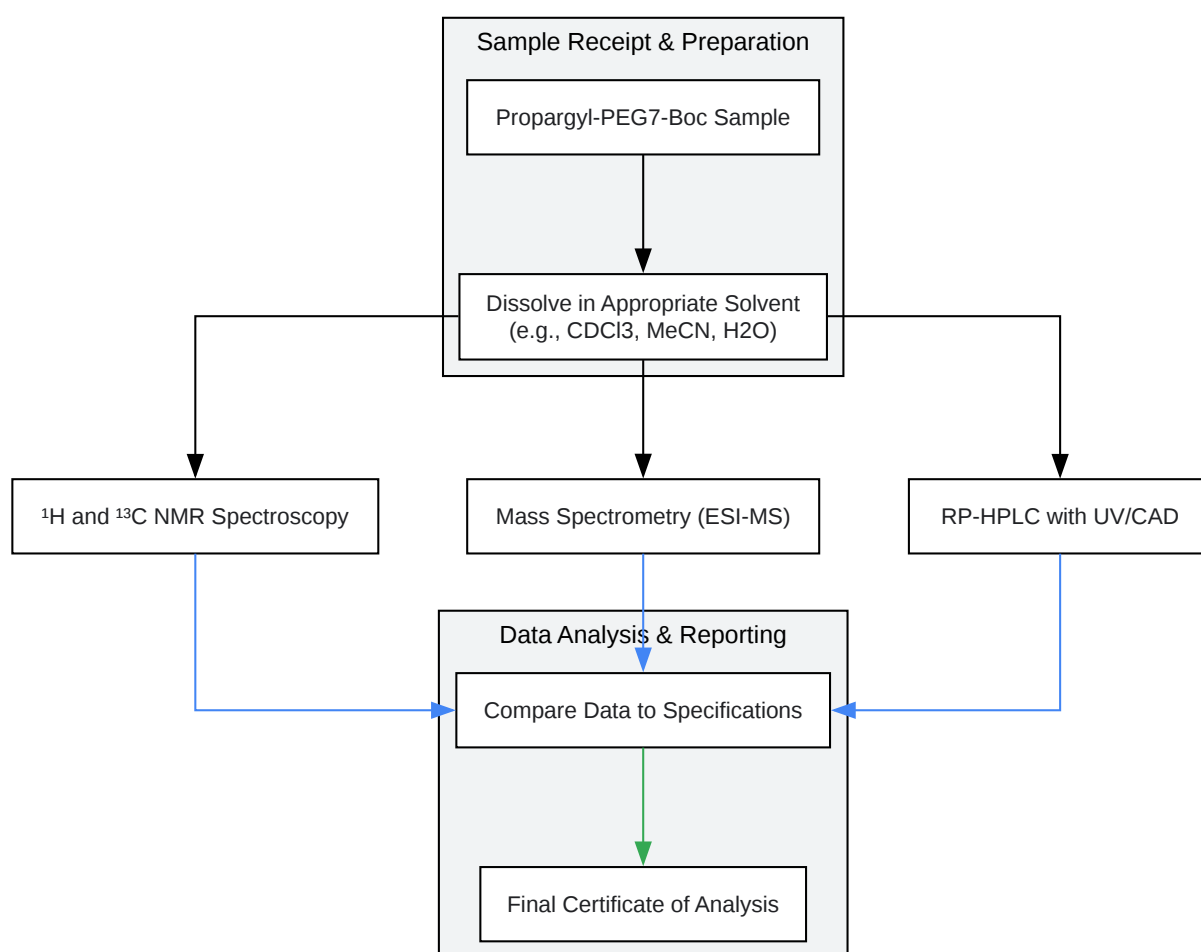 Sample Receipt & Preparation
Propargyl-PEG7-Boc Sample
Dissolve in Appropriate Solvent
(e.g., CDCl3, MeCN, H2O)
¹H and ¹³C NMR Spectroscopy
Mass Spectrometry (ESI-MS)
RP-HPLC with UV/CAD
Data Analysis & Reporting
Compare Data to Specifications
Final Certificate of Analysis